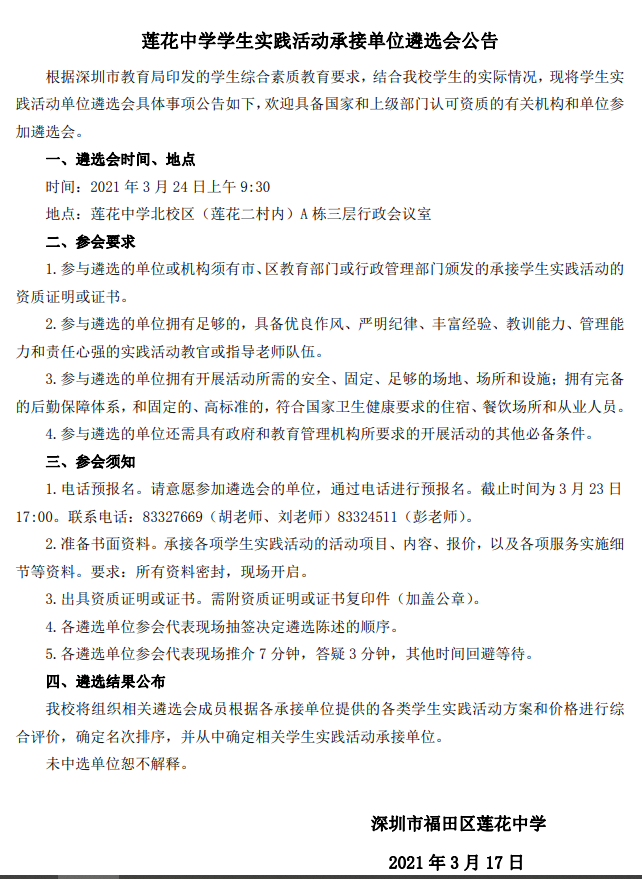 莲花中学学生实践活动承接单位遴选会公告
根据深圳市教育局印发的学生综合素质教育要求，结合我校学生的实际情况，现将学生实
践活动单位遴选会具体事项公告如下，欢迎具备国家和上级部门认可资质的有关机构和单位参
加遴选会。
一、遴选会时间、地点
时间：2021 年 3 月 24 日上午 9:30
地点：莲花中学北校区（莲花二村内）A 栋三层行政会议室
二、参会要求
1.参与遴选的单位或机构须有市、区教育部门或行政管理部门颁发的承接学生实践活动的
资质证明或证书。
2.参与遴选的单位拥有足够的，具备优良作风、严明纪律、丰富经验、教训能力、管理能
力和责任心强的实践活动教官或指导老师队伍。
3.参与遴选的单位拥有开展活动所需的安全、固定、足够的场地、场所和设施；拥有完备
的后勤保障体系，和固定的、高标准的，符合国家卫生健康要求的住宿、餐饮场所和从业人员。
4.参与遴选的单位还需具有政府和教育管理机构所要求的开展活动的其他必备条件。
三、参会须知
1.电话预报名。请意愿参加遴选会的单位，通过电话进行预报名。截止时间为 3 月 23 日
17:00。联系电话：83327669（胡老师、刘老师）83324511（彭老师）。
2.准备书面资料。承接各项学生实践活动的活动项目、内容、报价，以及各项服务实施细
节等资料。要求：所有资料密封，现场开启。
3.出具资质证明或证书。需附资质证明或证书复印件（加盖公章）。
4.各遴选单位参会代表现场抽签决定遴选陈述的顺序。
5.各遴选单位参会代表现场推介 7 分钟，答疑 3 分钟，其他时间回避等待。
四、遴选结果公布
我校将组织相关遴选会成员根据各承接单位提供的各类学生实践活动方案和价格进行综
合评价，确定名次排序，并从中确定相关学生实践活动承接单位。
未中选单位恕不解释。
深圳市福田区莲花中学
2021 年 3 月 17 日